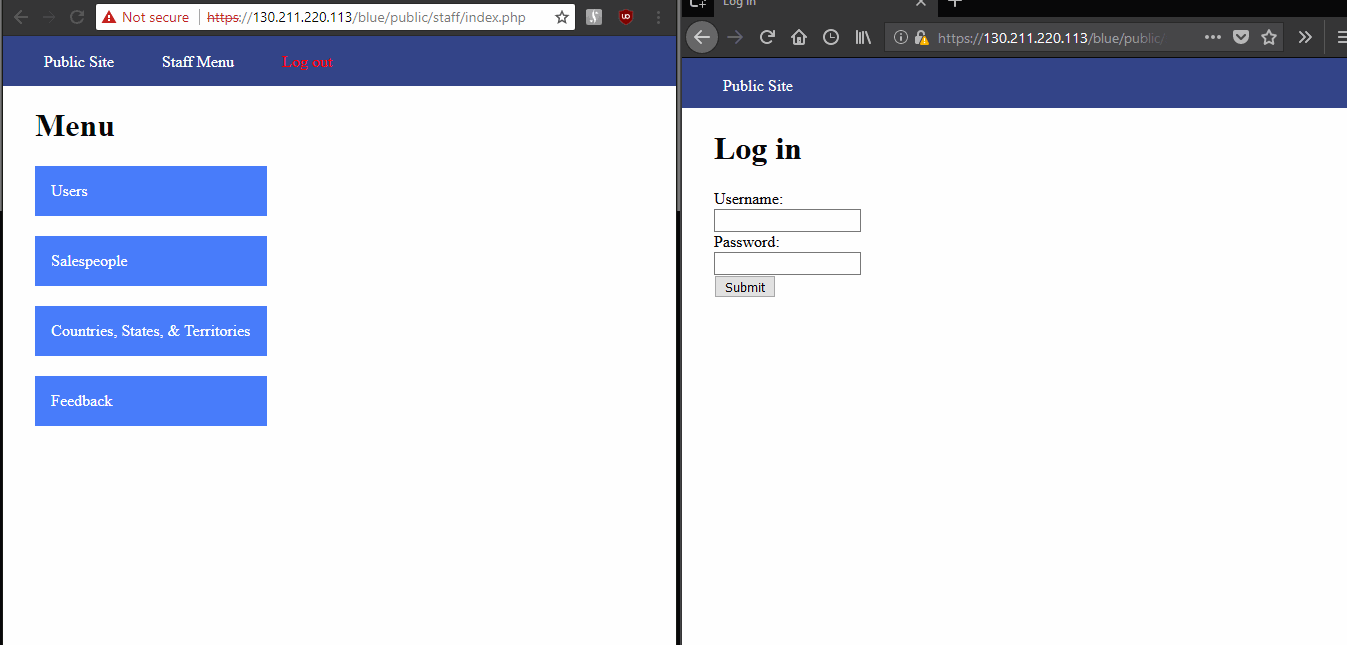 Not secure https://130.211.220.113/blue/public/staff/index.php
Public Site Staff Menu Log out
Menu
Users
Salespeople
Countries, States, & Territories
Feedback
Log in
https://130.211.220.113/blue/public/
Public Site
Log in
Username:
Password:
Submit